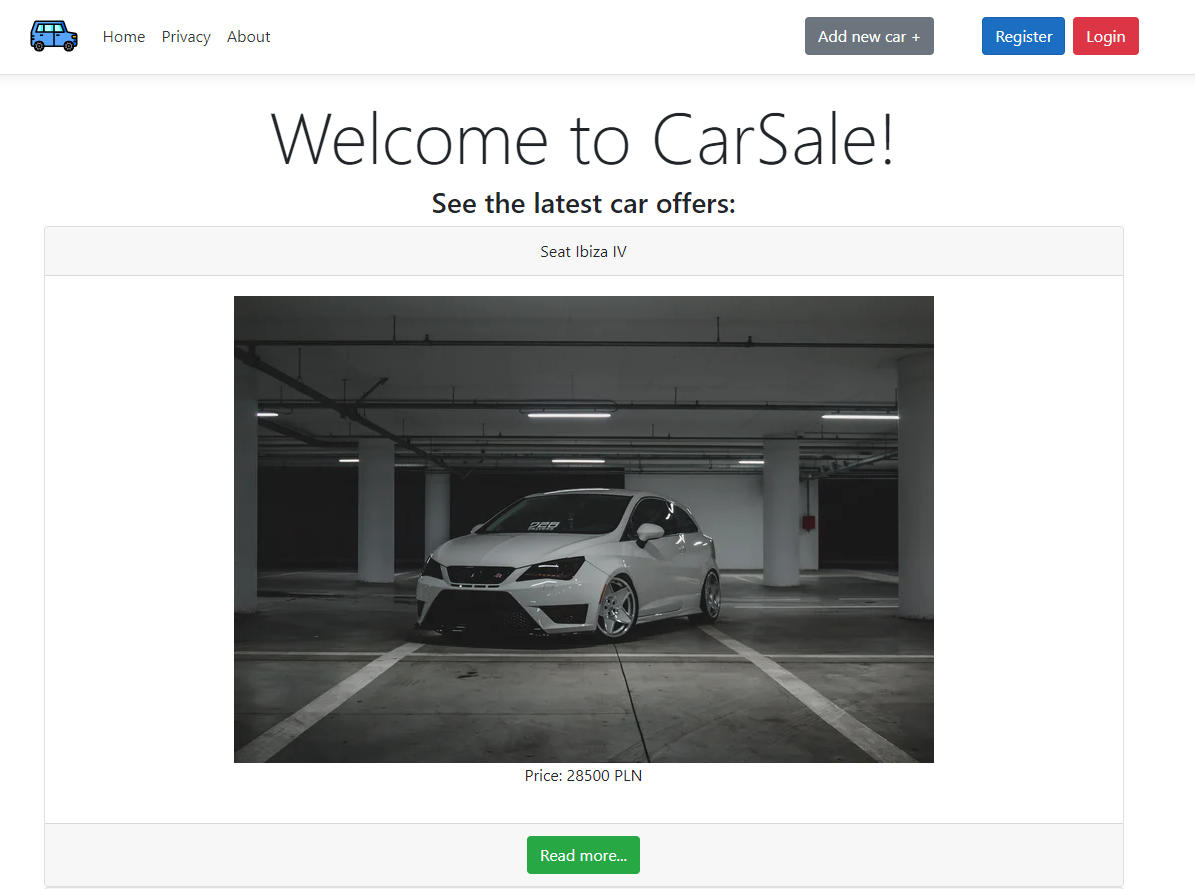 Home Privacy About Add new car + Register Login
Welcome to CarSale!
See the latest car offers:
Seat Ibiza IV
Price: 28500 PLN
Read more...